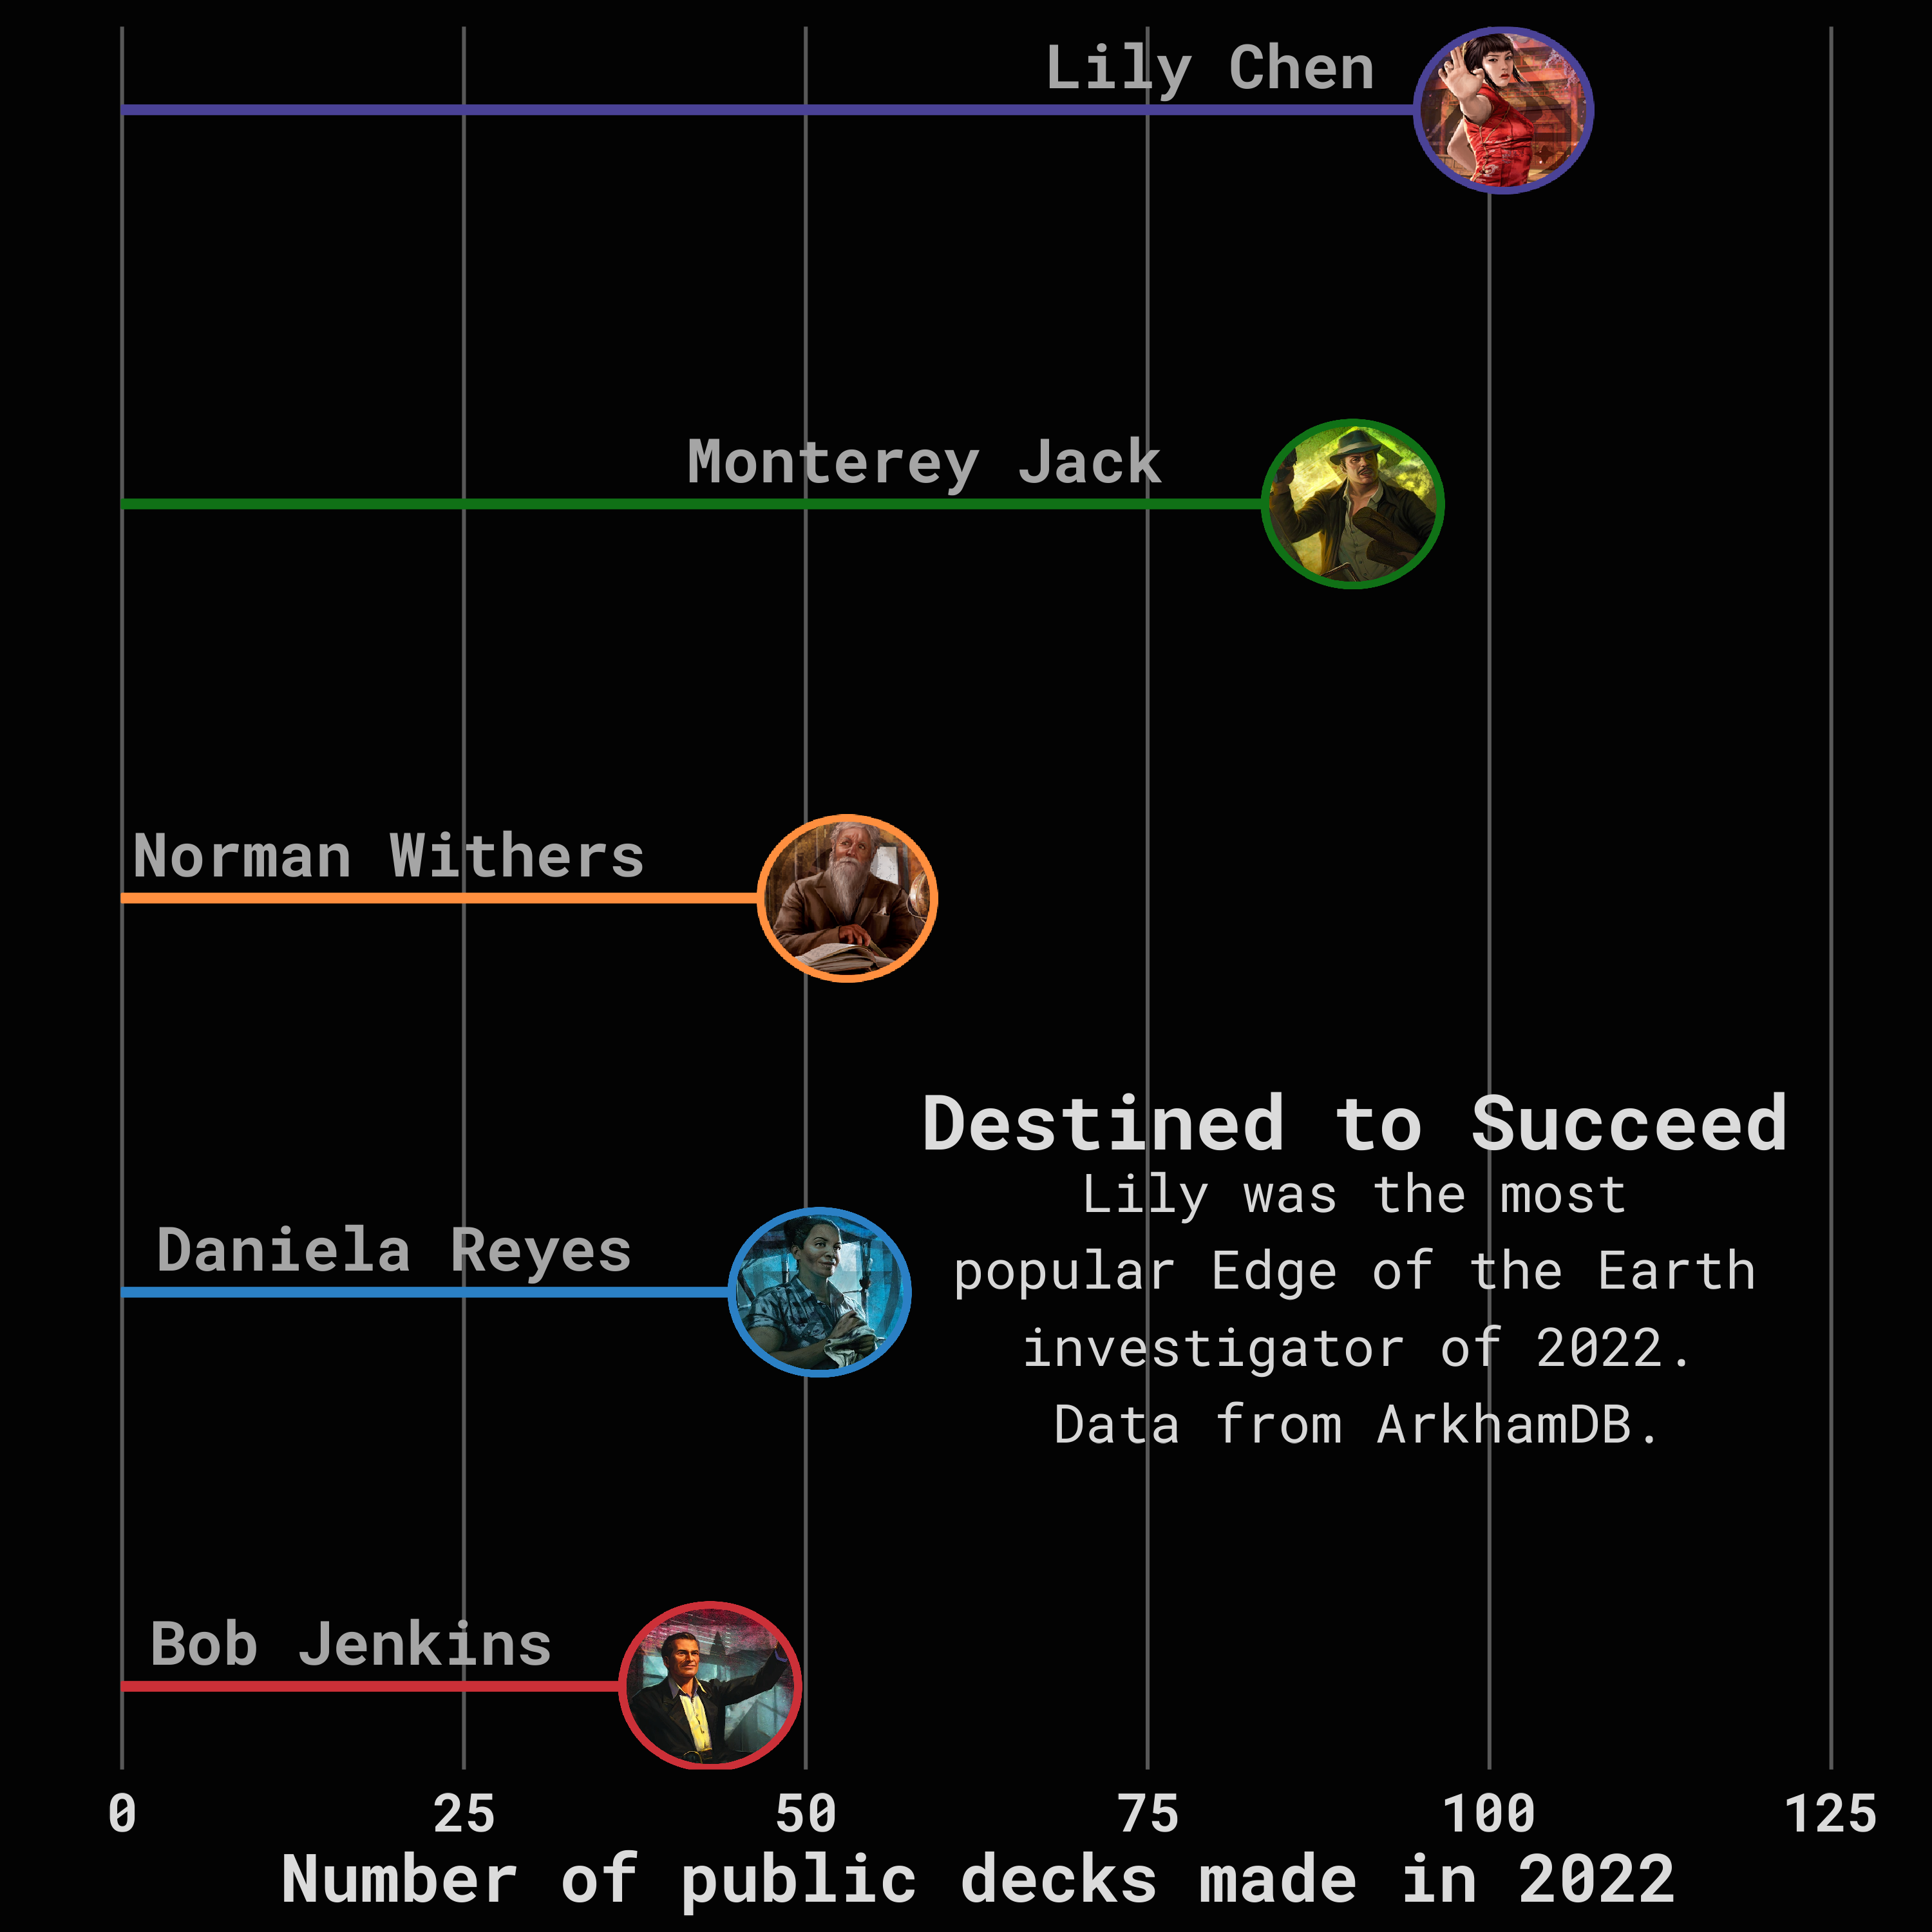 Lily Chen
Monterey Jack
Norman Withers
Daniela Reyes
Destined to Succeed
Lily was the most
popular Edge of the Earth
investigator of 2022.
Data from ArkhamDB.
Bob Jenkins
0 25 50 75 100 125
Number of public decks made in 2022